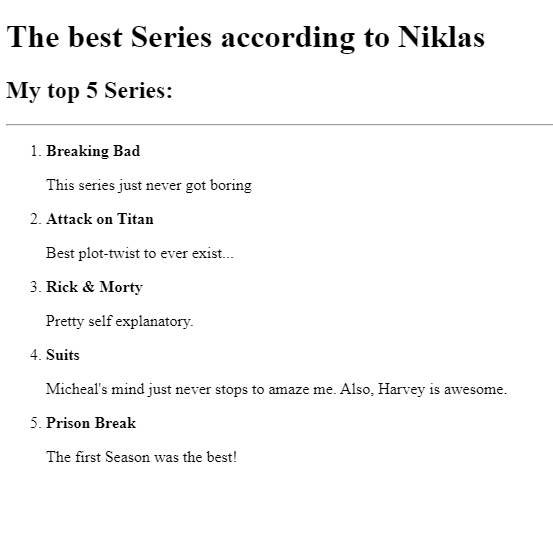 The best Series according to Niklas
My top 5 Series:
1. Breaking Bad
This series just never got boring
2. Attack on Titan
Best plot-twist to ever exist...
3. Rick & Morty
Pretty self explanatory.
4. Suits
Micheal's mind just never stops to amaze me. Also, Harvey is awesome.
5. Prison Break
The first Season was the best!